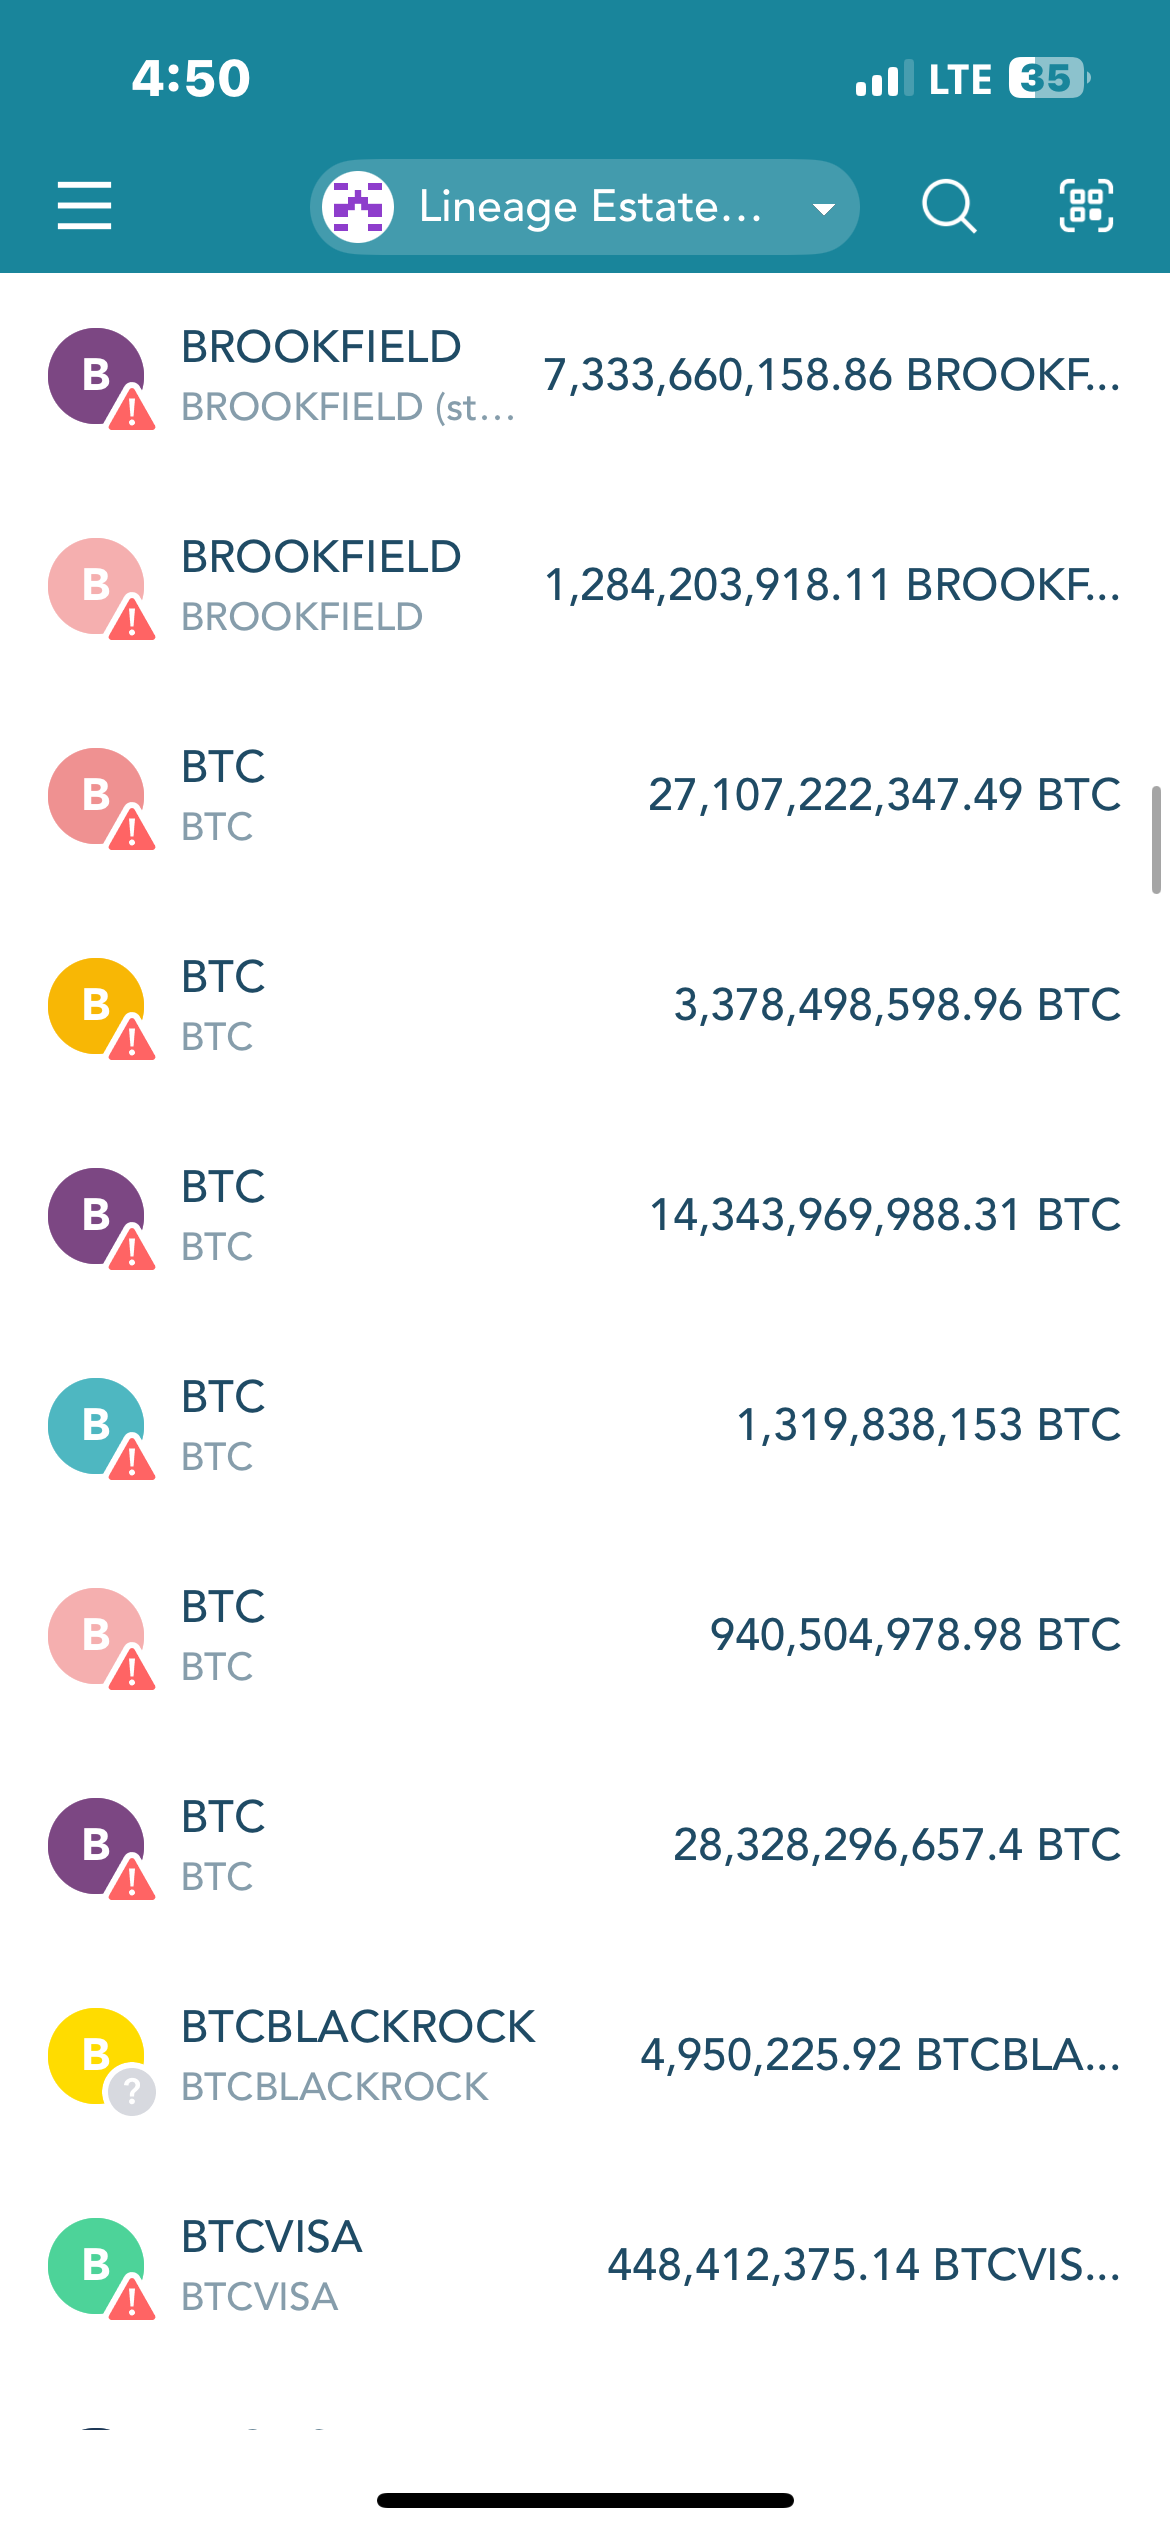 4:50
LTE 35
Lineage Estate...
BROOKFIELD
B
7,333,660,158.86 BROOKF...
BROOKFIELD (st...
BROOKFIELD
B
1,284,203,918.11 BROOKF...
BROOKFIELD
BTC
B
27,107,222,347.49 BTC
BTC
BTC
B
3,378,498,598.96 BTC
BTC
BTC
B
14,343,969,988.31 BTC
BTC
BTC
B
1,319,838,153 BTC
BTC
BTC
B
940,504,978.98 BTC
BTC
BTC
B
28,328,296,657.4 BTC
BTC
BTCBLACKROCK
B
4,950,225.92 BTCBLA...
?
BTCBLACKROCK
BTCVISA
B
448,412,375.14 BTCVIS...
BTCVISA